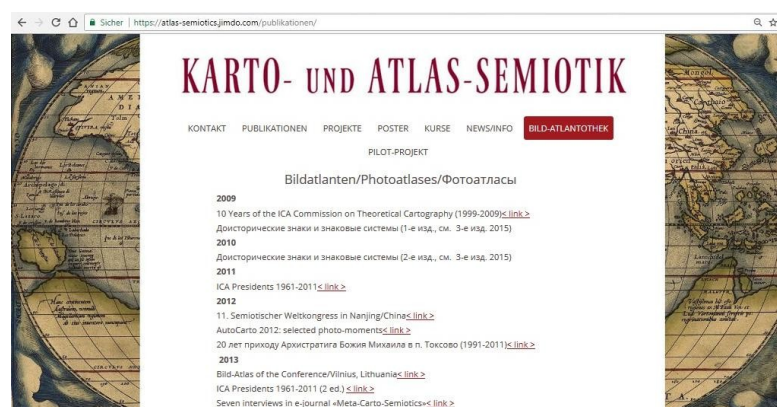 Sicher | https://atlas-semiotics.jimdo.com/publikationen/
KARTO- UND ATLAS-SEMIOTIK
KONTAKT PUBLIKATIONEN PROJEKTE POSTER KURSE NEWS/INFO BILD-ATLANTOTHEK
PILOT-PROJEKT
Bildatlanten/Photoatlases/Фотоатласы
2009
10 Years of the ICA Commission on Theoretical Cartography (1999-2009)< link >
Доисторические знаки и знаковые системы (1-е изд., см. 3-е изд. 2015)
2010
Доисторические знаки и знаковые системы (2-е изд., см. 3-е изд. 2015)
2011
ICA Presidents 1961-2011< link >
2012
11. Semiotischer Weltkongress in Nanjing/China< link >
AutoCarto 2012: selected photo-moments< link >
20 лет приходу Архистратига Божия Михаила в п. Токсово (1991-2011)< link >
2013
Bild-Atlas of the Conference/Vilnius, Lithuania< link >
ICA Presidents 1961-2011 (2 ed.) < link >
Seven interviews in e-journal «Meta-Carto-Semiotics»< link >